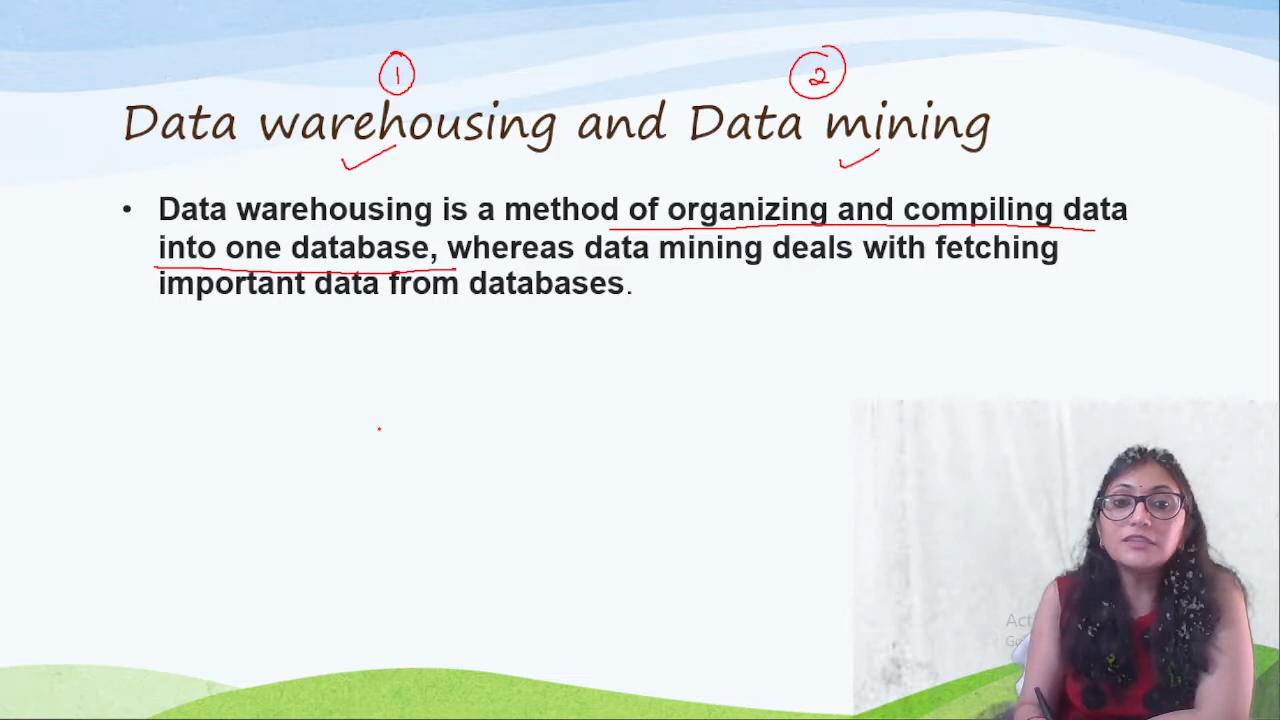 1 2
Data warehousing and Data mining
• Data warehousing is a method of organizing and compiling data
into one database, whereas data mining deals with fetching
important data from databases.